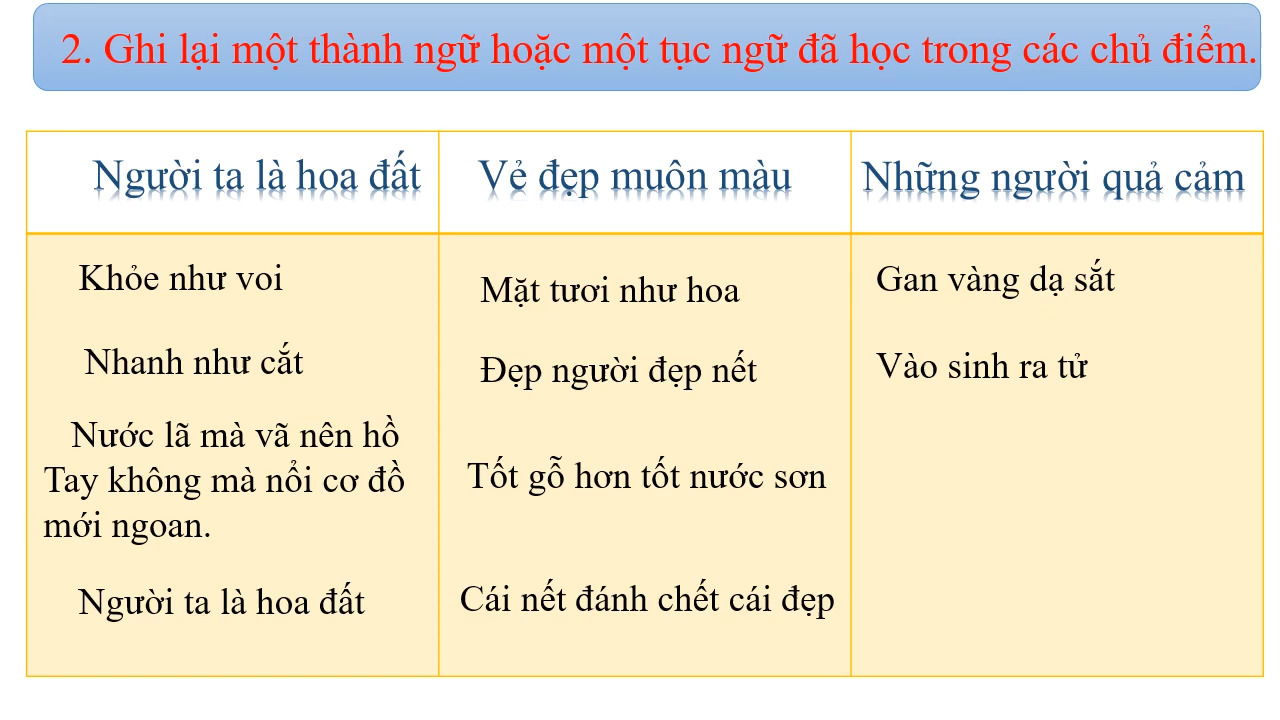 2. Ghi lại một thành ngữ hoặc một tục ngữ đã học trong các chủ điểm.
Người ta là hoa đất
Vẻ đẹp muôn màu
Những người quả cảm
Khỏe như voi
Nhanh như cắt
Nước lã mà vã nên hồ
Tay không mà nổi cơ đồ
mới ngoan.
Người ta là hoa đất
Mặt tươi như hoa
Đẹp người đẹp nết
Tốt gỗ hơn tốt nước sơn
Cái nết đánh chết cái đẹp
Gan vàng dạ sắt
Vào sinh ra tử